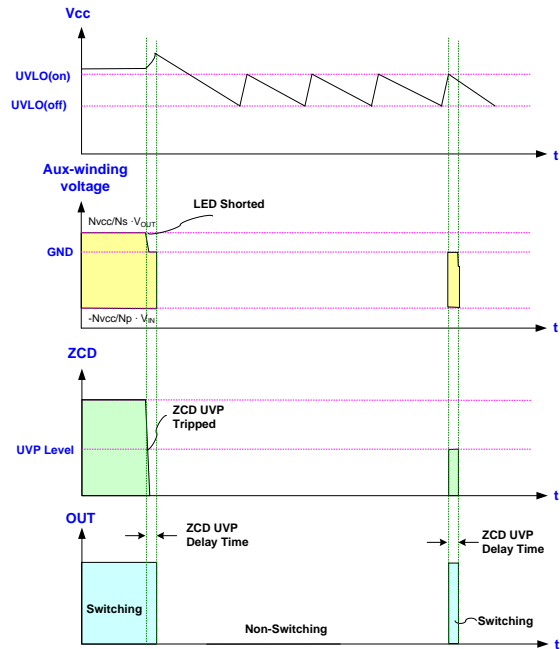 Vcc
UVLO(on)
UVLO(off)
t
Aux-winding
voltage
LED Shorted
Nvcc/Ns ·VOUT
GND
-Nvcc/Np · VIN
t
ZCD
ZCD UVP
Tripped
UVP Level
t
OUT
ZCD UVP
Delay Time
ZCD UVP
Delay Time
Switching
Non-Switching
Switching
t